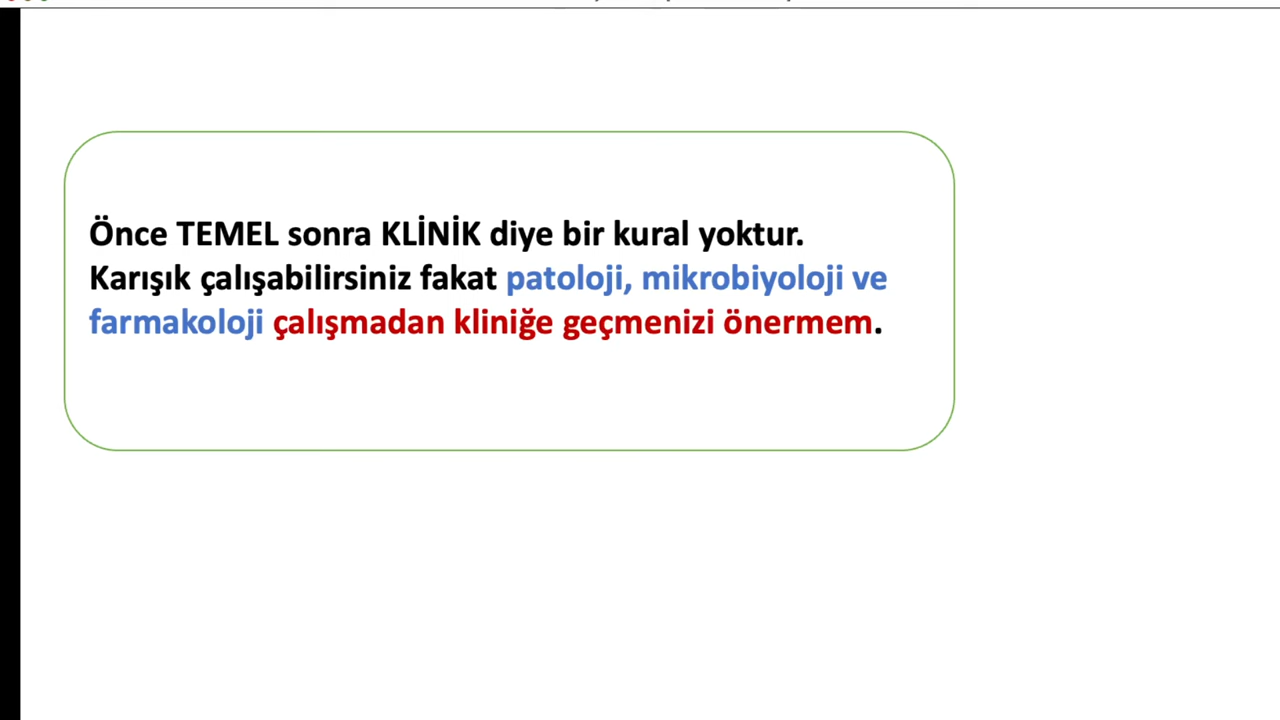 Önce TEMEL sonra KLİNİK diye bir kural yoktur.
Karışık çalışabilirsiniz fakat patoloji, mikrobiyoloji ve
farmakoloji çalışmadan kliniğe geçmenizi önermem.